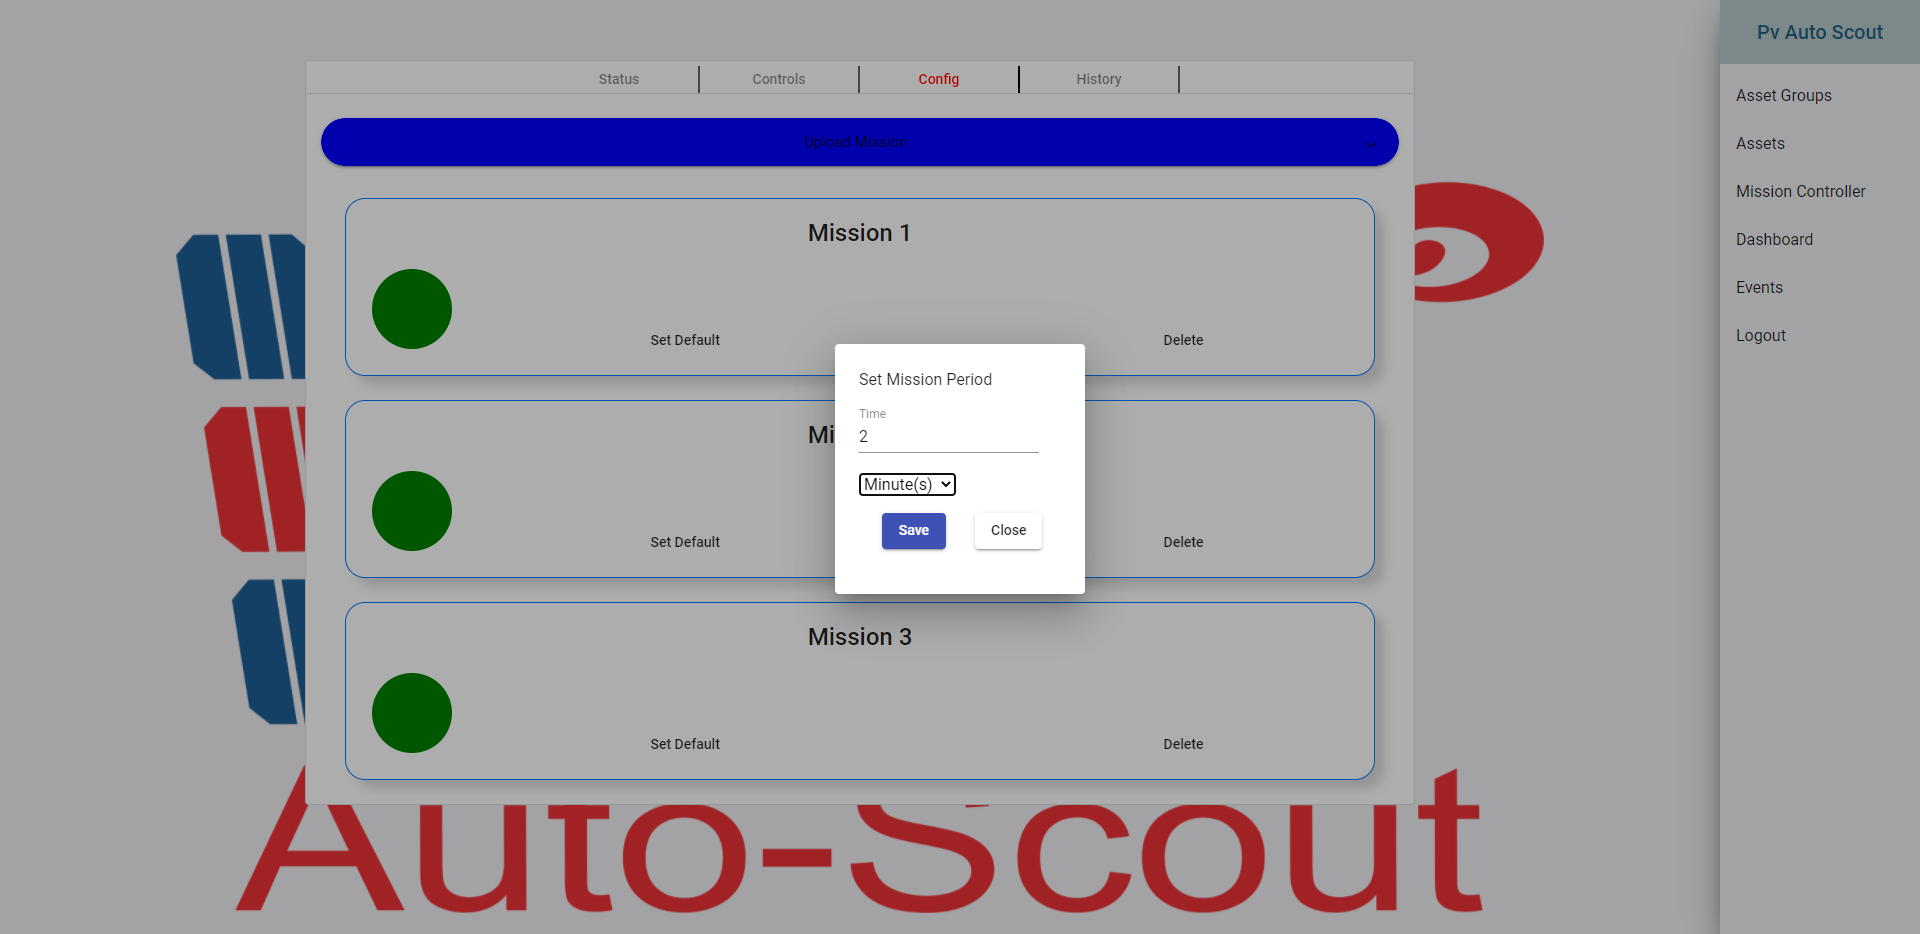 Pv Auto Scout
Status
Controls
Config
History
Asset Groups
Assets
Mission Controller
Dashboard
Events
Logout
Upload Mission
Mission 1
Set Default
Delete
Set Mission Period
Time
2
Minute(s)
Save
Close
Set Default
Delete
Mission 3
Set Default
Delete
Auto-Scout